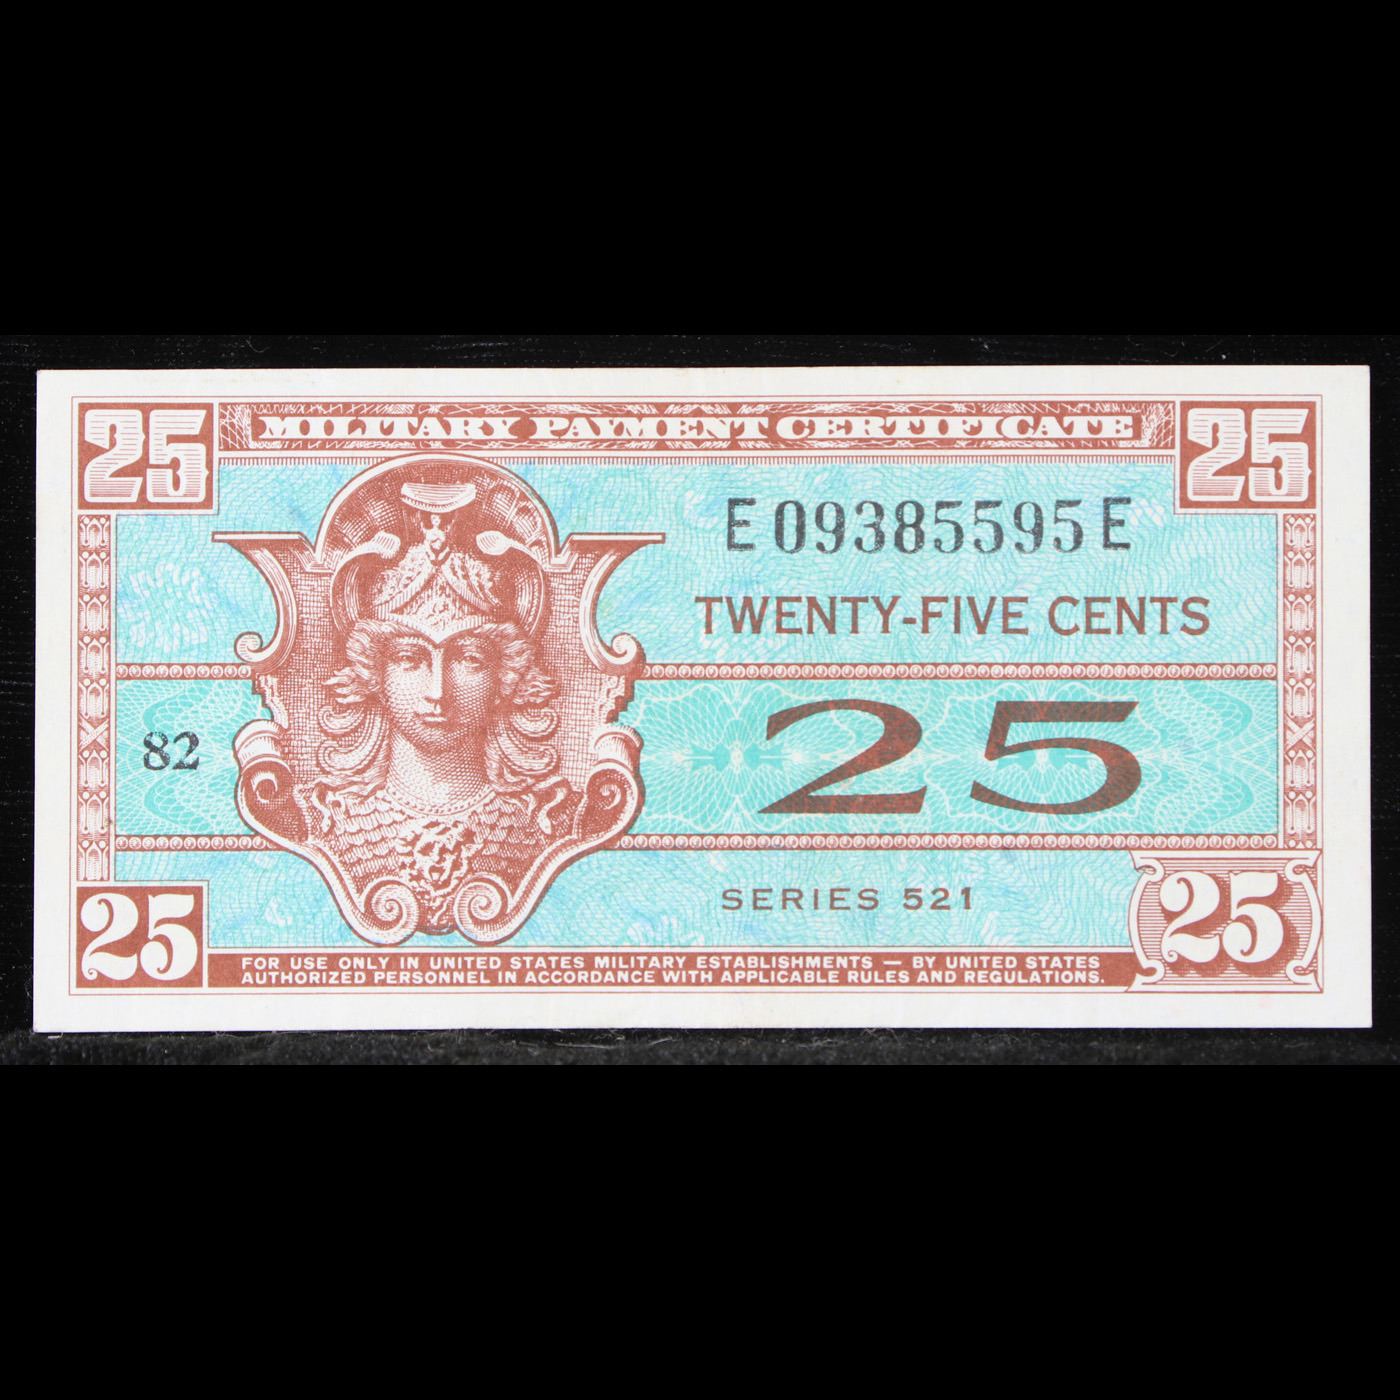 25 MILITARY PAYMENT CERTIFICATE 25
E09385595E
TWENTY-FIVE CENTS
82
25
SERIES 521
25
FOR USE ONLY IN UNITED STATES MILITARY ESTABLISHMENTS — BY UNITED STATES
AUTHORIZED PERSONNEL IN ACCORDANCE WITH APPLICABLE RULES AND REGULATIONS.
25